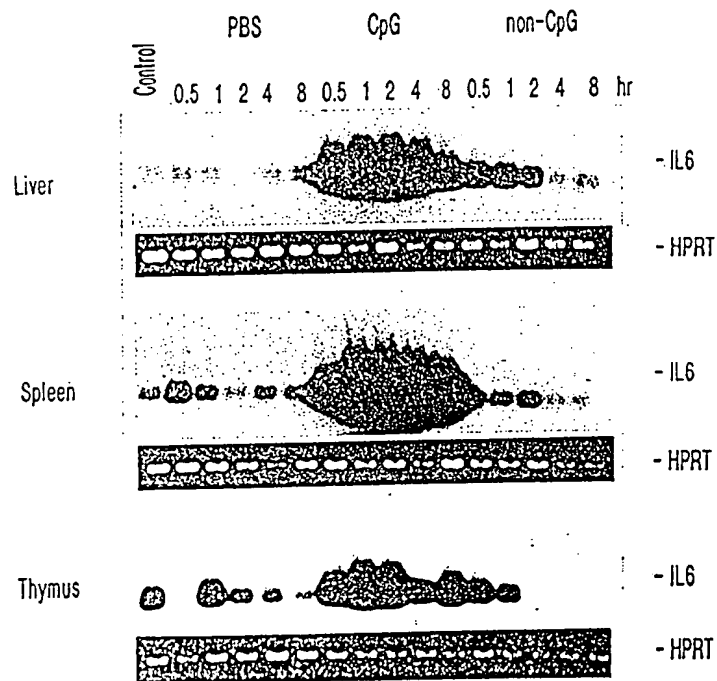 PBS CpG non-CpG
Control 0.5 1 2 4 8 0.5 1 2 4 8 0.5 1 2 4 8 hr
- IL6
Liver
- HPRT
- IL6
Spleen
- HPRT
- IL6
Thymus
- HPRT